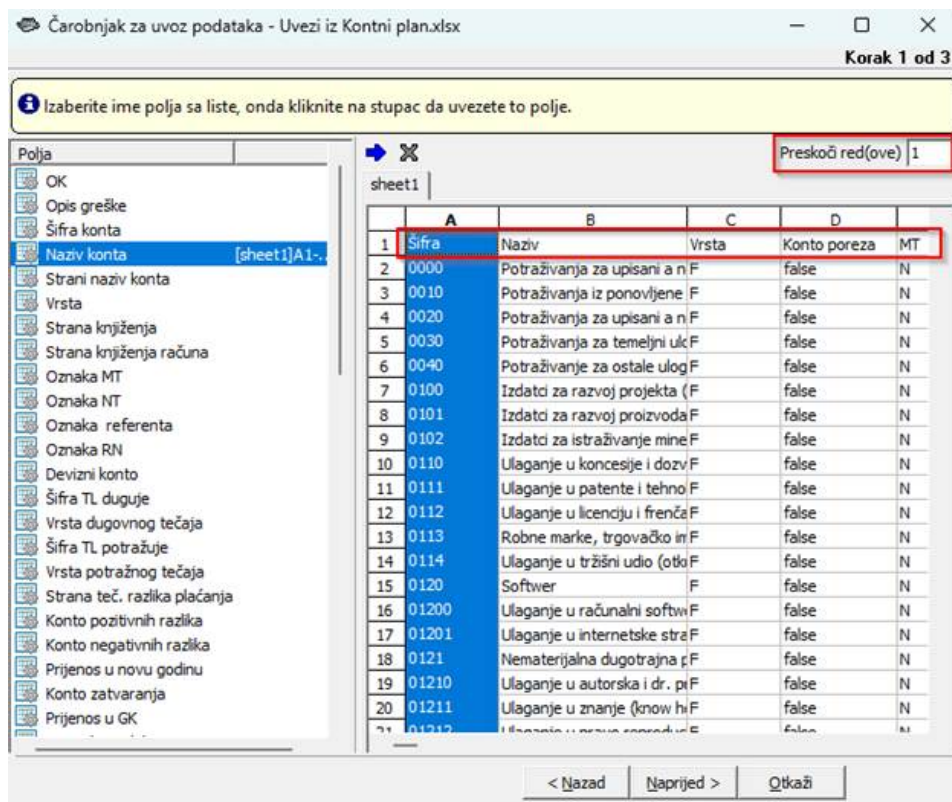 Čarobnjak za uvoz podataka - Uvezi iz Kontni plan.xlsx
Korak 1 od 3
Izaberite ime polja sa liste, onda kliknite na stupac da uvezete to polje.
Polja
OK
Opis greške
Šifra konta
Naziv konta [sheet1]A1-..
Strani naziv konta
Vrsta
Strana knjiženja
Strana knjiženja računa
Oznaka MT
Oznaka NT
Oznaka referenta
Oznaka RN
Devizni konto
Šifra TL duguje
Vrsta dugovnog tečaja
Šifra TL potražuje
Vrsta potražnog tečaja
Strana teč. razlika plaćanja
Konto pozitivnih razlika
Konto negativnih razlika
Prijenos u novu godinu
Konto zatvaranja
Prijenos u GK
Preskoči red(ove) 1
sheet1
A B C D
1 Šifra Naziv Vrsta Konto poreza MT
2 0000 Potraživanja za upisani a n F false N
3 0010 Potraživanja iz ponovljene F false N
4 0020 Potraživanja za upisani a n F false N
5 0030 Potraživanja za temeljni ulo F false N
6 0040 Potraživanje za ostale ulog F false N
7 0100 Izdatci za razvoj projekta ( F false N
8 0101 Izdatci za razvoj proizvoda F false N
9 0102 Izdatci za istraživanje mine F false N
10 0110 Ulaganje u koncesije i dozv F false N
11 0111 Ulaganje u patente i tehno F false N
12 0112 Ulaganje u licenciju i frenča F false N
13 0113 Robne marke, trgovačko im F false N
14 0114 Ulaganje u tržišni udio (otk F false N
15 0120 Softwer F false N
16 01200 Ulaganje u računalni softw F false N
17 01201 Ulaganje u internetske stra F false N
18 0121 Nematerijalna dugotrajna F false N
19 01210 Ulaganje u autorska i dr. F false N
20 01211 Ulaganje u znanje (know h F false N
21 01212 Ulaganje u pravo reproduc F false N
< Nazad Naprijed > Otkaži